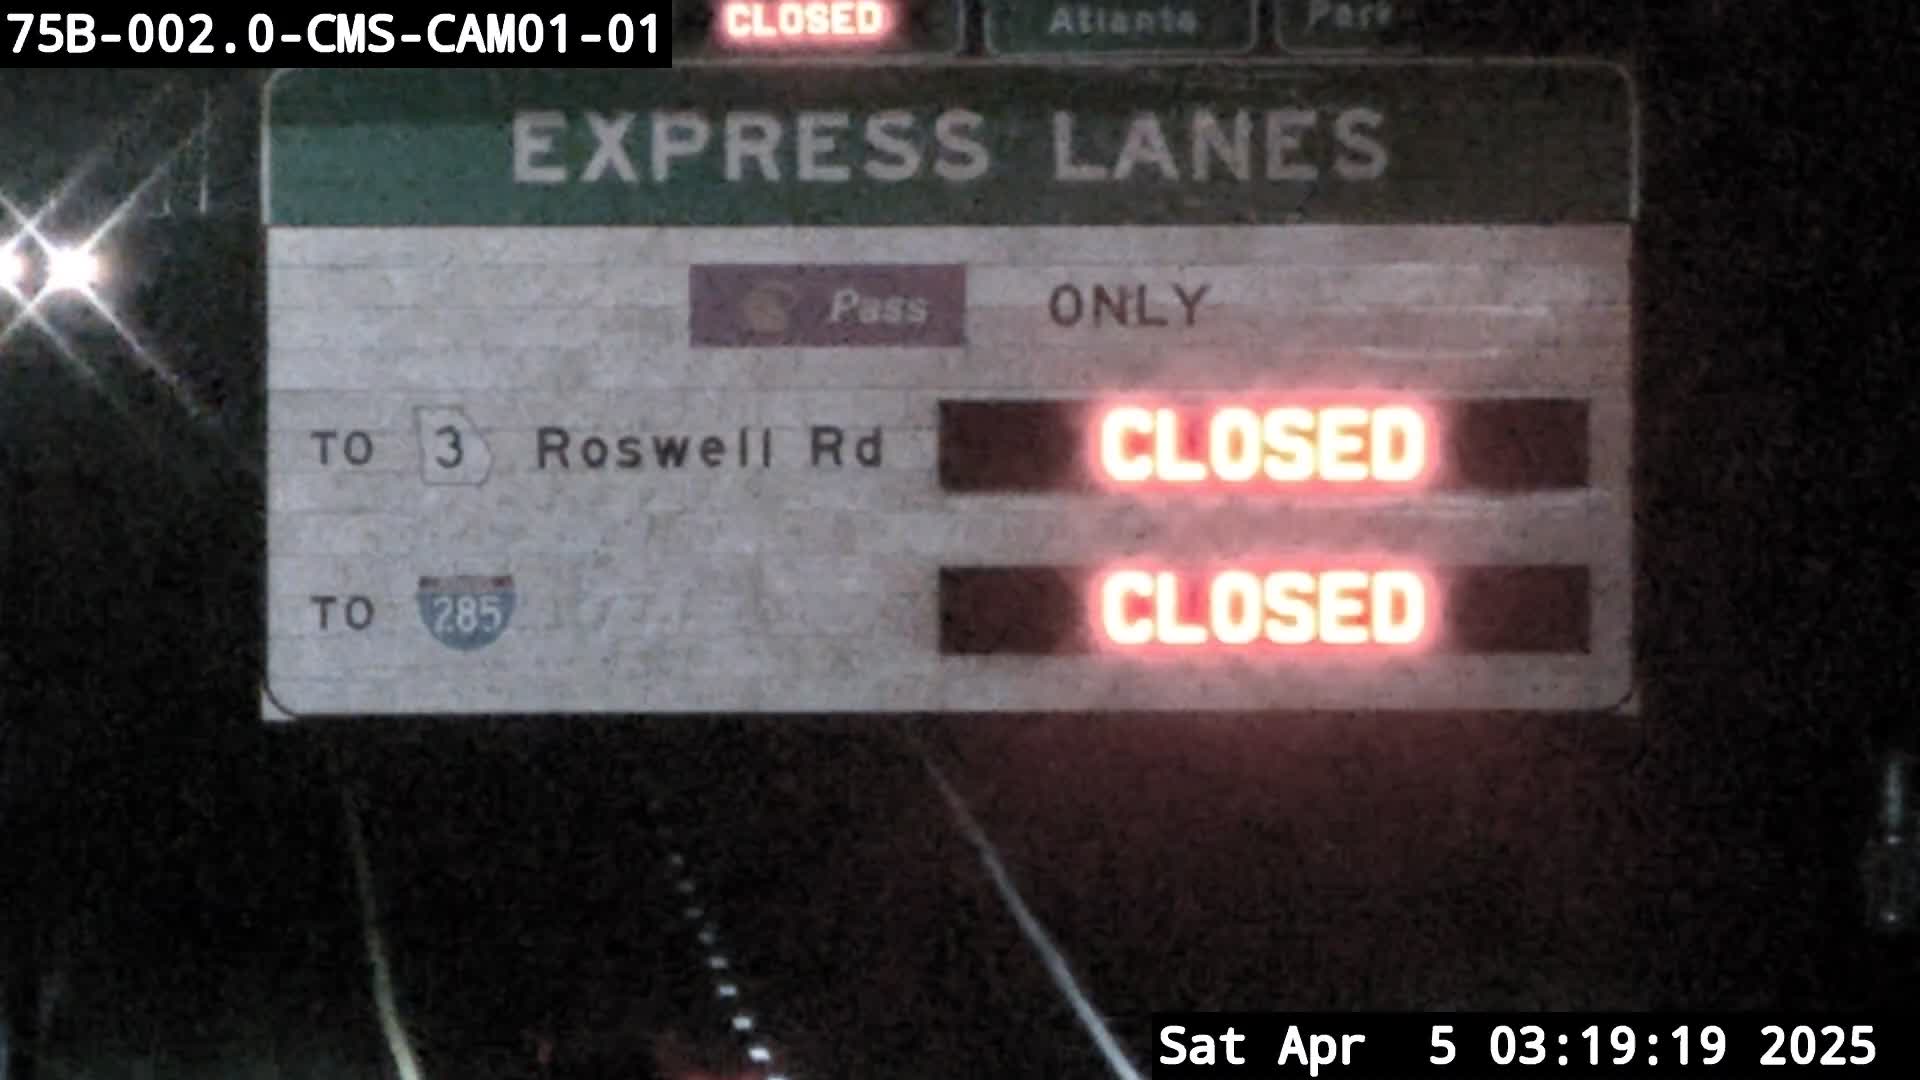 75B-002.0-CMS-CAM01-01
CLOSED
Atlanta
EXPRESS LANES
Pass ONLY
TO 3 Roswell Rd CLOSED
TO 285 CLOSED
Sat Apr 5 03:19:19 2025